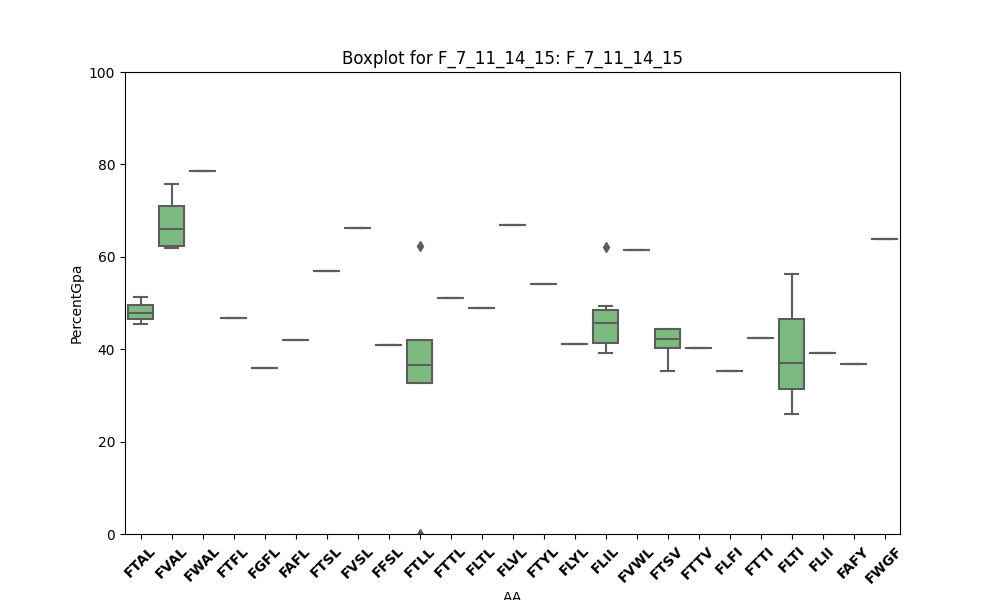 Boxplot for F_7_11_14_15: F_7_11_14_15
100
80
60
40
20
0
PercentGpa
FTAL FVAL FWAL FTFL FGFL FAFL FTSL FVSL FFSL FTLL FTTL FLTL FLVL FTYL FLYL FLIL FVWL FTSV FTTV FLFI FTTI FLTI FLII FAFY FWGF
AA